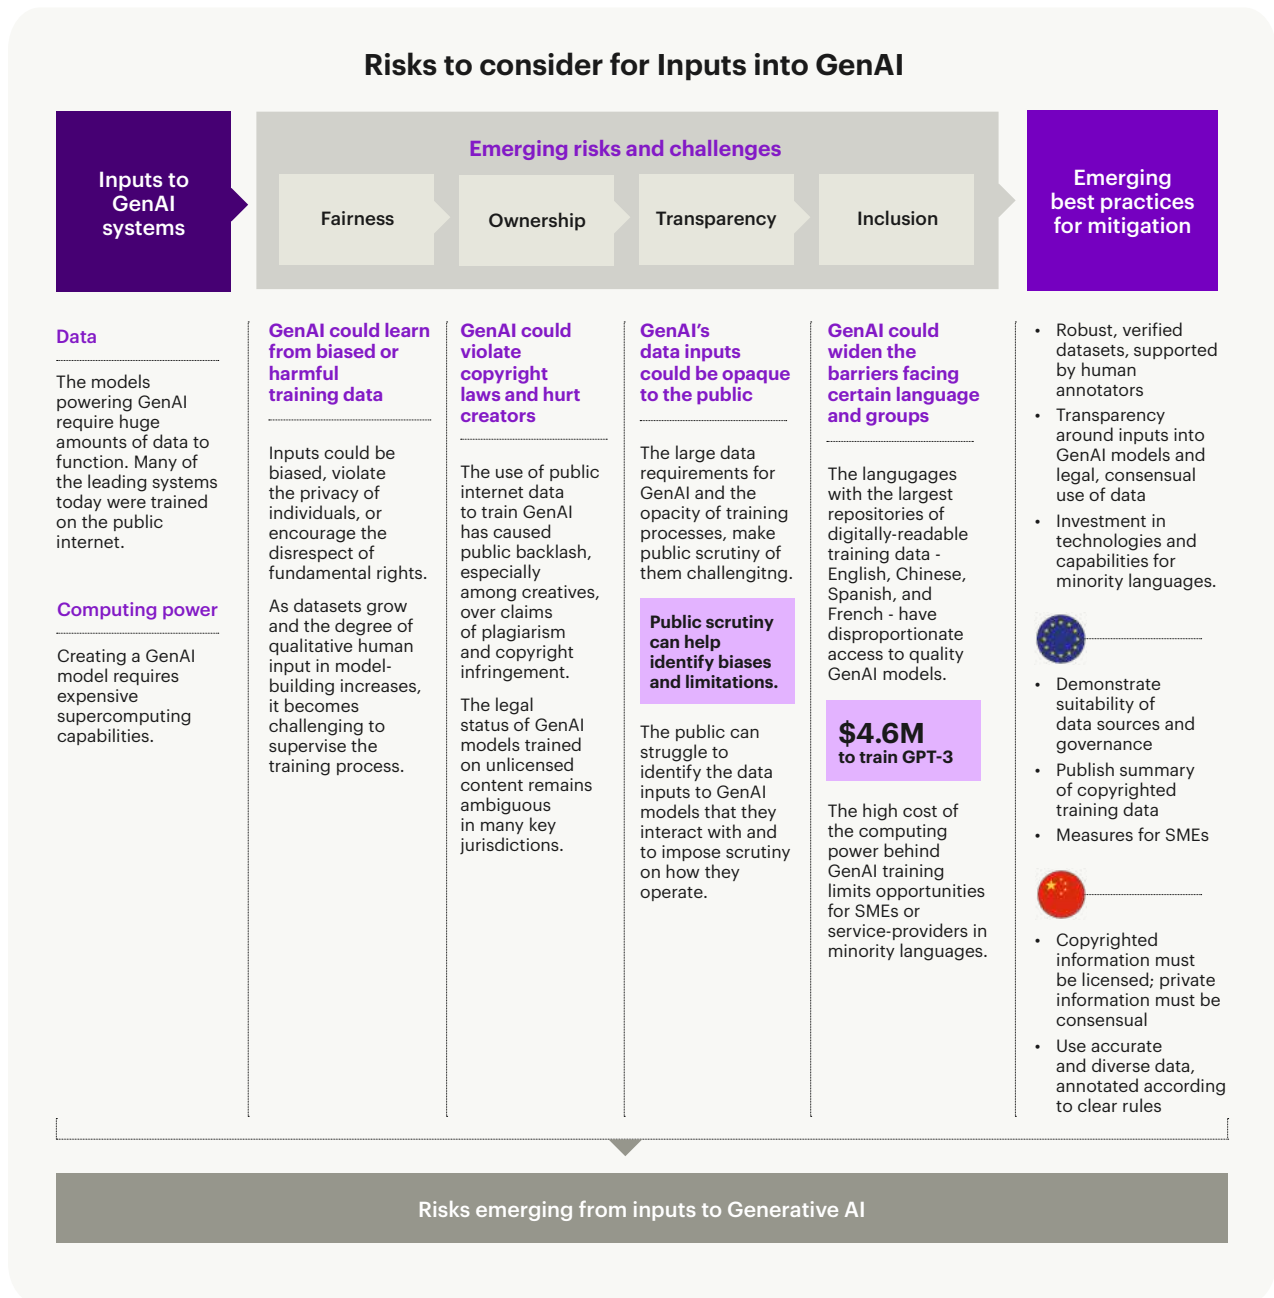 Risks to consider for Inputs into GenAI
Inputs to
GenAI
systems
Emerging risks and challenges
Fairness
Ownership
Transparency
Inclusion
Emerging
best practices
for mitigation
Data
The models
powering GenAI
require huge
amounts of data to
function. Many of
the leading systems
today were trained
on the public
internet.
Computing power
Creating a GenAI
model requires
expensive
supercomputing
capabilities.
GenAI could learn
from biased or
harmful
training data
Inputs could be
biased, violate
the privacy of
individuals, or
encourage the
disrespect of
fundamental rights.
As datasets grow
and the degree of
qualitative human
input in model-
building increases,
it becomes
challenging to
supervise the
training process.
GenAI could
violate
copyright
laws and hurt
creators
The use of public
internet data
to train GenAI
has caused
public backlash,
especially
among creatives,
over claims
of plagiarism
and copyright
infringement.
The legal
status of GenAI
models trained
on unlicensed
content remains
ambiguous
in many key
jurisdictions.
GenAI's
data inputs
could be opaque
to the public
The large data
requirements for
GenAI and the
opacity of training
processes, make
public scrutiny of
them challengitng.
Public scrutiny
can help
identify biases
and limitations.
The public can
struggle to
identify the data
inputs to GenAI
models that they
interact with and
to impose scrutiny
on how they
operate.
GenAI could
widen the
barriers facing
certain language
and groups
The langugages
with the largest
repositories of
digitally-readable
training data -
English, Chinese,
Spanish, and
French - have
disproportionate
access to quality
GenAI models.
$4.6M
to train GPT-3
The high cost of
the computing
power behind
GenAI training
limits opportunities
for SMEs or
service-providers in
minority languages.
• Robust, verified
datasets, supported
by human
annotators
• Transparency
around inputs into
GenAI models and
legal, consensual
use of data
• Investment in
technologies and
capabilities for
minority languages.
• Demonstrate
suitability of
data sources and
governance
• Publish summary
of copyrighted
training data
• Measures for SMEs
• Copyrighted
information must
be licensed; private
information must be
consensual
• Use accurate
and diverse data,
annotated according
to clear rules
Risks emerging from inputs to Generative AI